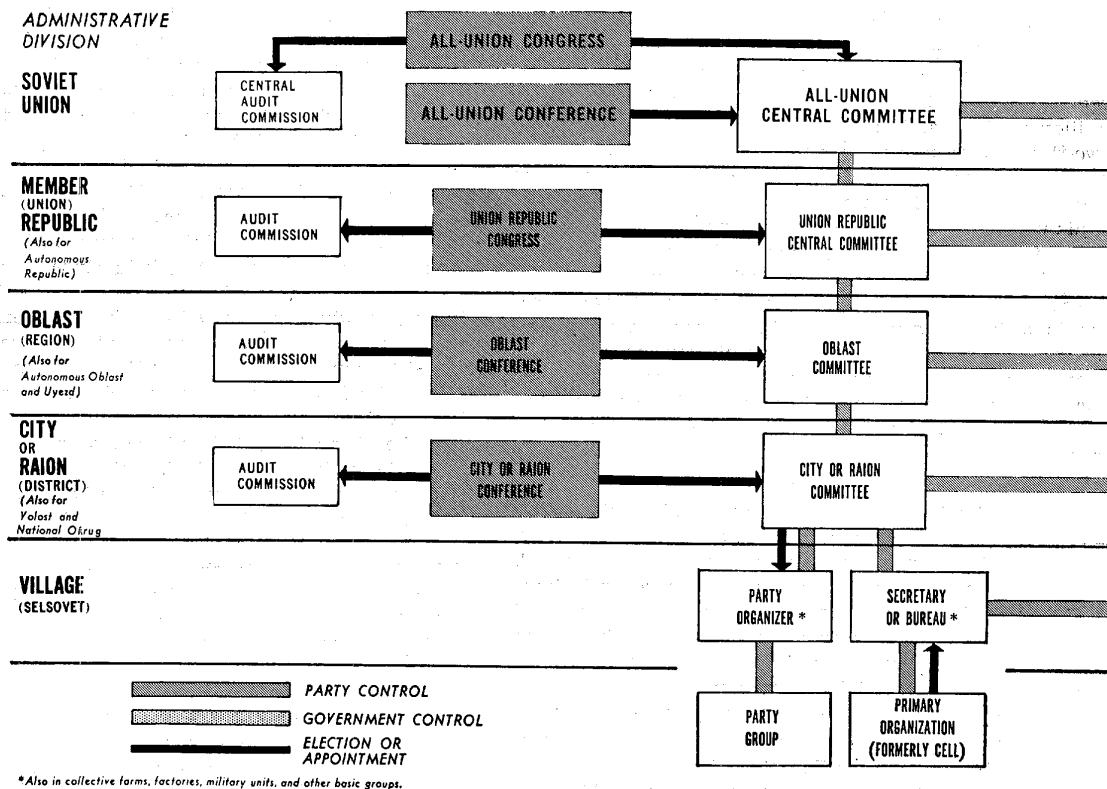 ADMINISTRATIVE
DIVISION
SOVIET
UNION
ALL-UNION CONGRESS
CENTRAL
AUDIT
COMMISSION
ALL-UNION CONFERENCE
ALL-UNION
CENTRAL COMMITTEE
MEMBER
(UNION)
REPUBLIC
(Also for
Autonomous
Republic)
AUDIT
COMMISSION
UNION REPUBLIC
CONGRESS
UNION REPUBLIC
CENTRAL COMMITTEE
OBLAST
(REGION)
(Also for
Autonomous Oblast
and Uyezd)
AUDIT
COMMISSION
OBLAST
CONFERENCE
OBLAST
COMMITTEE
CITY
OR
RAION
(DISTRICT)
(Also for
Volost and
National Okrug
AUDIT
COMMISSION
CITY OR RAION
CONFERENCE
CITY OR RAION
COMMITTEE
VILLAGE
(SELSOVET)
PARTY
ORGANIZER *
SECRETARY
OR BUREAU *
PARTY
GROUP
PRIMARY
ORGANIZATION
(FORMERLY CELL)
PARTY CONTROL
GOVERNMENT CONTROL
ELECTION OR
APPOINTMENT
*Also in collective farms, factories, military units, and other basic groups.